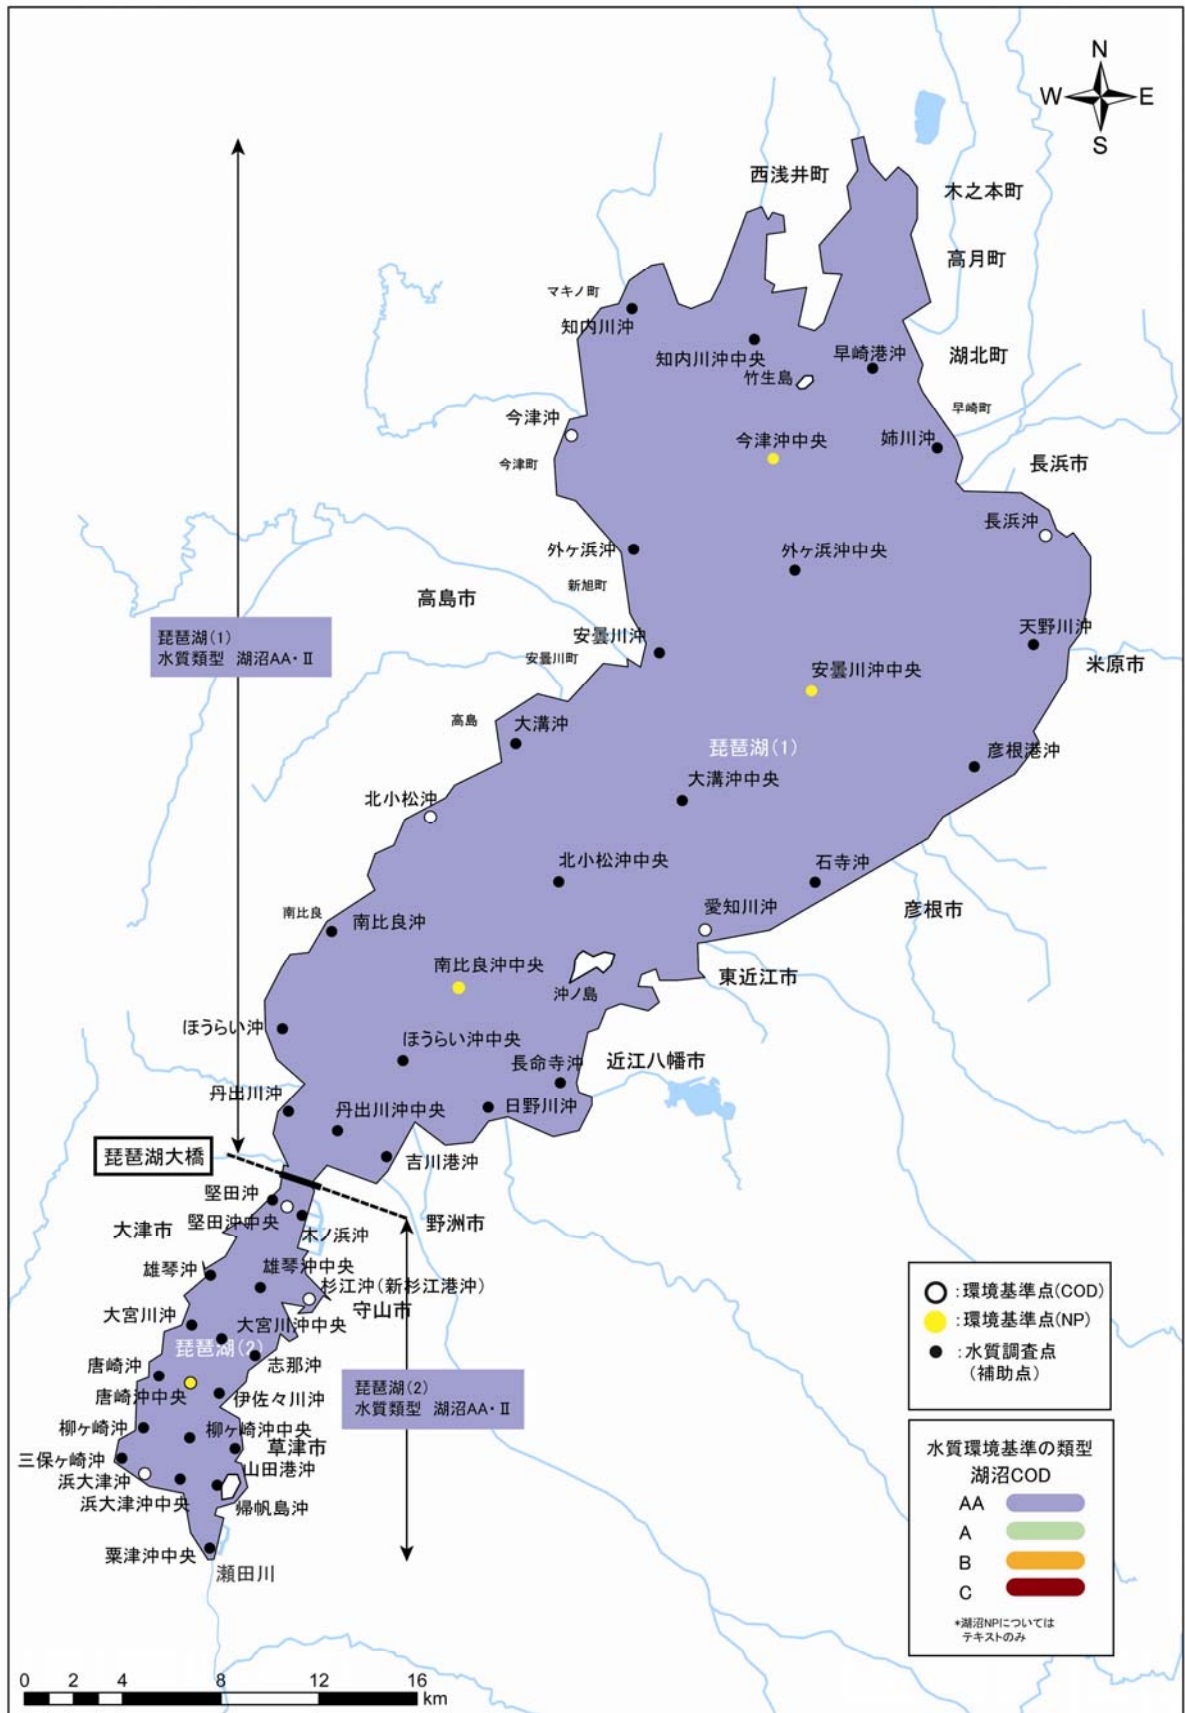 N
W
E
S
西浅井町
木之本町
高月町
マキノ町
知内川沖
知内川沖中央
早崎港沖
湖北町
竹生島
早崎町
今津沖
今津沖中央
姉川沖
今津町
長浜市
長浜沖
外ヶ浜沖
外ヶ浜沖中央
新旭町
高島市
琵琶湖(1)
水質類型 湖沼AA・Ⅱ
安曇川沖
天野川沖
安曇川町
安曇川沖中央
米原市
高島
大溝沖
琵琶湖(1)
彦根港沖
大溝沖中央
北小松沖
北小松沖中央
石寺沖
南比良
南比良沖
愛知川沖
彦根市
南比良沖中央
沖ノ島
東近江市
ほうらい沖
ほうらい沖中央
長命寺沖
近江八幡市
丹出川沖
丹出川沖中央
日野川沖
琵琶湖大橋
吉川港沖
堅田沖
大津市
堅田沖中央
木ノ浜沖
野洲市
雄琴沖
雄琴沖中央
杉江沖(新杉江港沖)
大宮川沖
守山市
大宮川沖中央
琵琶湖(2)
唐崎沖
志那沖
唐崎沖中央
伊佐々川沖
琵琶湖(2)
水質類型 湖沼AA・Ⅱ
柳ヶ崎沖
柳ヶ崎沖中央
草津市
三保ヶ崎沖
山田港沖
浜大津沖
浜大津沖中央
帰帆島沖
粟津沖中央
瀬田川
:環境基準点(COD)
:環境基準点(NP)
:水質調査点
(補助点)
水質環境基準の類型
湖沼COD
AA
A
B
C
*湖沼NPについては
テキストのみ
0 2 4 8 12 16
km